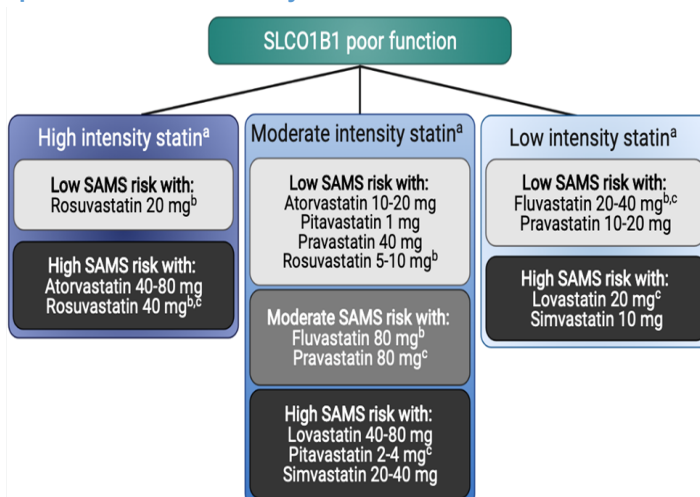 SLCO1B1 poor function
High intensity statinᵃ
Low SAMS risk with:
Rosuvastatin 20 mgᵇ
High SAMS risk with:
Atorvastatin 40-80 mg
Rosuvastatin 40 mgᵇ,ᶜ
Moderate intensity statinᵃ
Low SAMS risk with:
Atorvastatin 10-20 mg
Pitavastatin 1 mg
Pravastatin 40 mg
Rosuvastatin 5-10 mgᵇ
Moderate SAMS risk with:
Fluvastatin 80 mgᵇ
Pravastatin 80 mgᶜ
High SAMS risk with:
Lovastatin 40-80 mg
Pitavastatin 2-4 mgᶜ
Simvastatin 20-40 mg
Low intensity statinᵃ
Low SAMS risk with:
Fluvastatin 20-40 mgᵇ,ᶜ
Pravastatin 10-20 mg
High SAMS risk with:
Lovastatin 20 mgᶜ
Simvastatin 10 mg